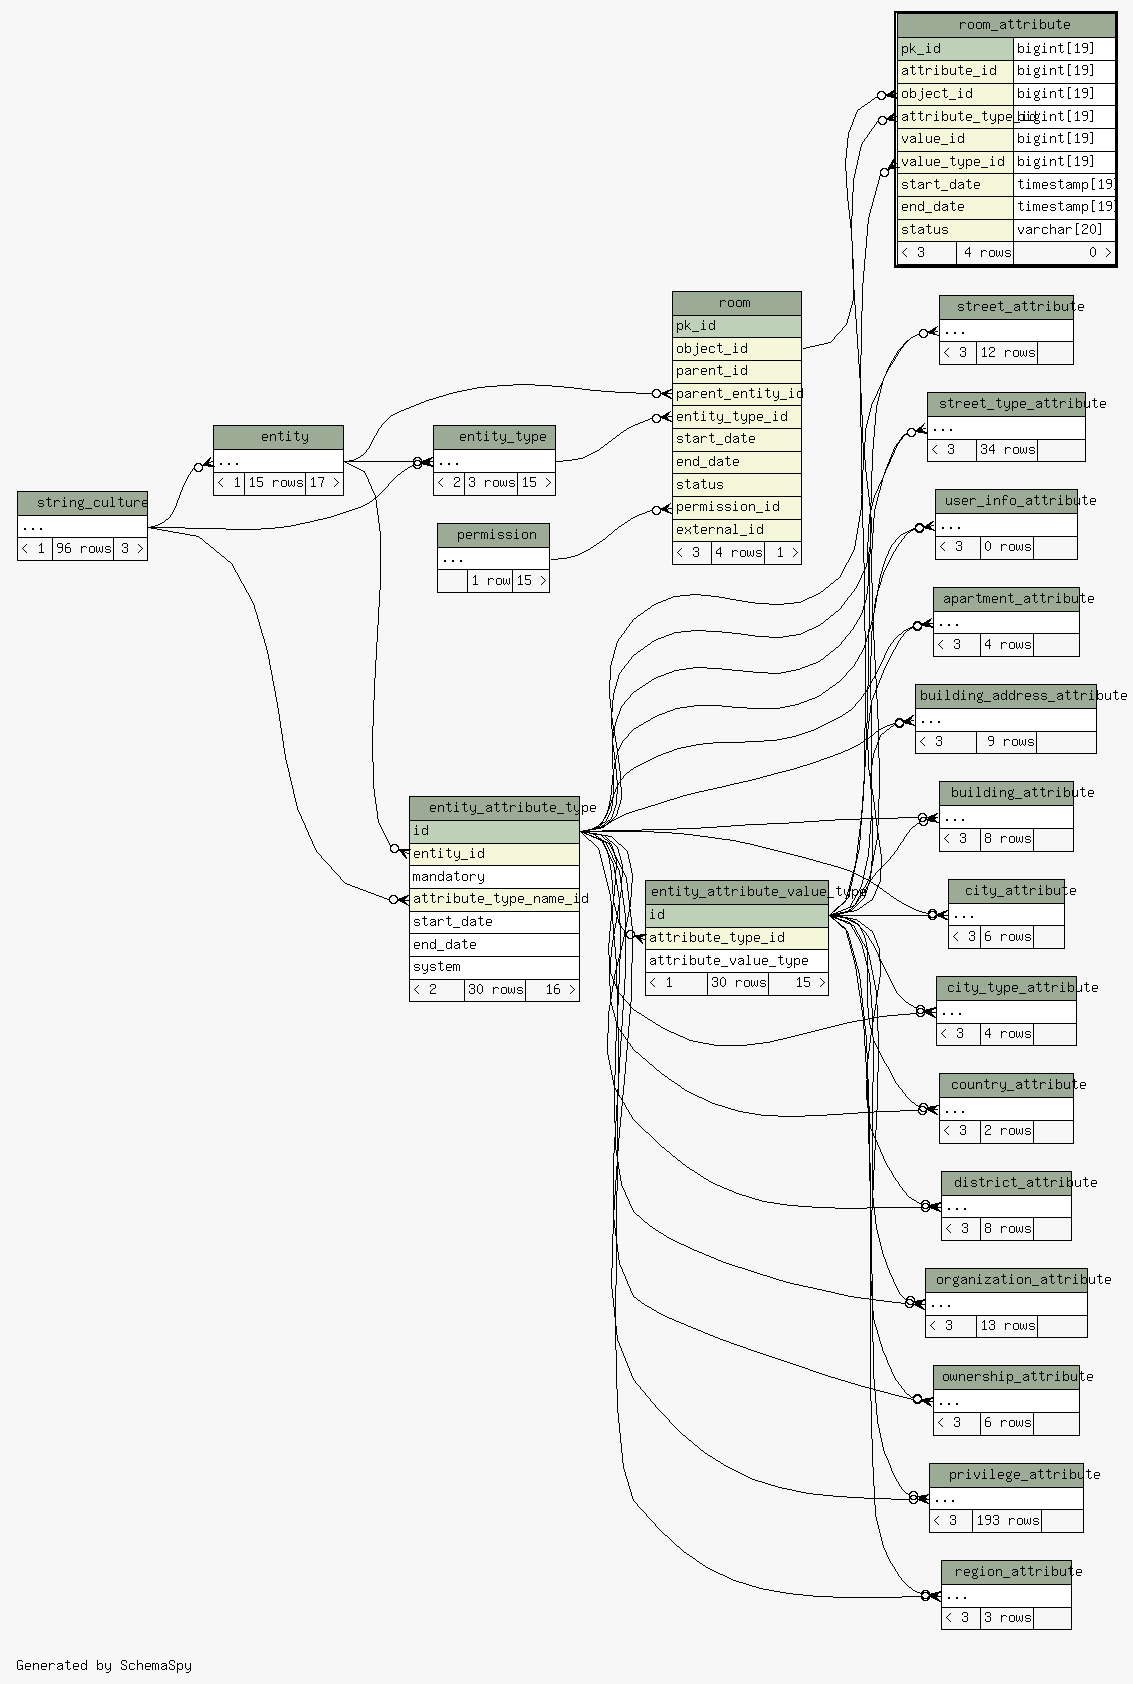 room_attribute
pk_id bigint[19]
attribute_id bigint[19]
object_id bigint[19]
attribute_type_id bigint[19]
value_id bigint[19]
value_type_id bigint[19]
start_date timestamp[19]
end_date timestamp[19]
status varchar[20]
< 3 4 rows 0 >
room
pk_id
object_id
parent_id
parent_entity_id
entity_type_id
start_date
end_date
status
permission_id
external_id
< 3 4 rows 1 >
entity
...
< 1 15 rows 17 >
entity_type
...
< 2 3 rows 15 >
string_culture
...
< 1 96 rows 3 >
permission
...
1 row 15 >
entity_attribute_type
id
entity_id
mandatory
attribute_type_name_id
start_date
end_date
system
< 2 30 rows 16 >
entity_attribute_value_type
id
attribute_type_id
attribute_value_type
< 1 30 rows 15 >
street_attribute
...
< 3 12 rows
street_type_attribute
...
< 3 34 rows
user_info_attribute
...
< 3 0 rows
apartment_attribute
...
< 3 4 rows
building_address_attribute
...
< 3 9 rows
building_attribute
...
< 3 8 rows
city_attribute
...
< 3 6 rows
city_type_attribute
...
< 3 4 rows
country_attribute
...
< 3 2 rows
district_attribute
...
< 3 8 rows
organization_attribute
...
< 3 13 rows
ownership_attribute
...
< 3 6 rows
privilege_attribute
...
< 3 193 rows
region_attribute
...
< 3 3 rows
Generated by SchemaSpy